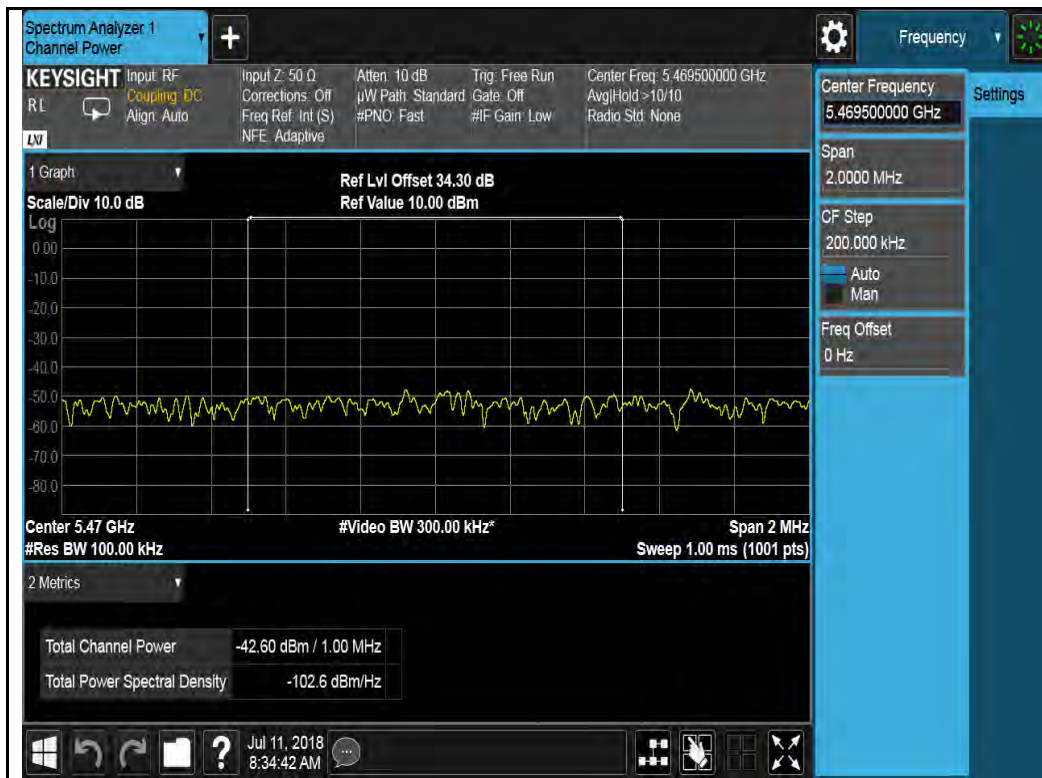 Spectrum Analyzer 1
Channel Power
+
Frequency
KEYSIGHT Input: RF Input Z: 50 Ω Atten: 10 dB Trig: Free Run Center Freq: 5.469500000 GHz
R L Coupling: DC Corrections: Off µW Path: Standard Gate: Off Avg|Hold >10/10
Align: Auto Freq Ref: Int (S) #PNO: Fast #IF Gain: Low Radio Std: None
LXI NFE: Adaptive
1 Graph
Ref Lvl Offset 34.30 dB
Scale/Div 10.0 dB Ref Value 10.00 dBm
Log
0.00
-10.0
-20.0
-30.0
-40.0
-50.0
-60.0
-70.0
-80.0
Center 5.47 GHz #Video BW 300.00 kHz* Span 2 MHz
#Res BW 100.00 kHz Sweep 1.00 ms (1001 pts)
2 Metrics
Total Channel Power -42.60 dBm / 1.00 MHz
Total Power Spectral Density -102.6 dBm/Hz
Center Frequency
5.469500000 GHz
Settings
Span
2.0000 MHz
CF Step
200.000 kHz
Auto
Man
Freq Offset
0 Hz
?
Jul 11, 2018
8:34:42 AM